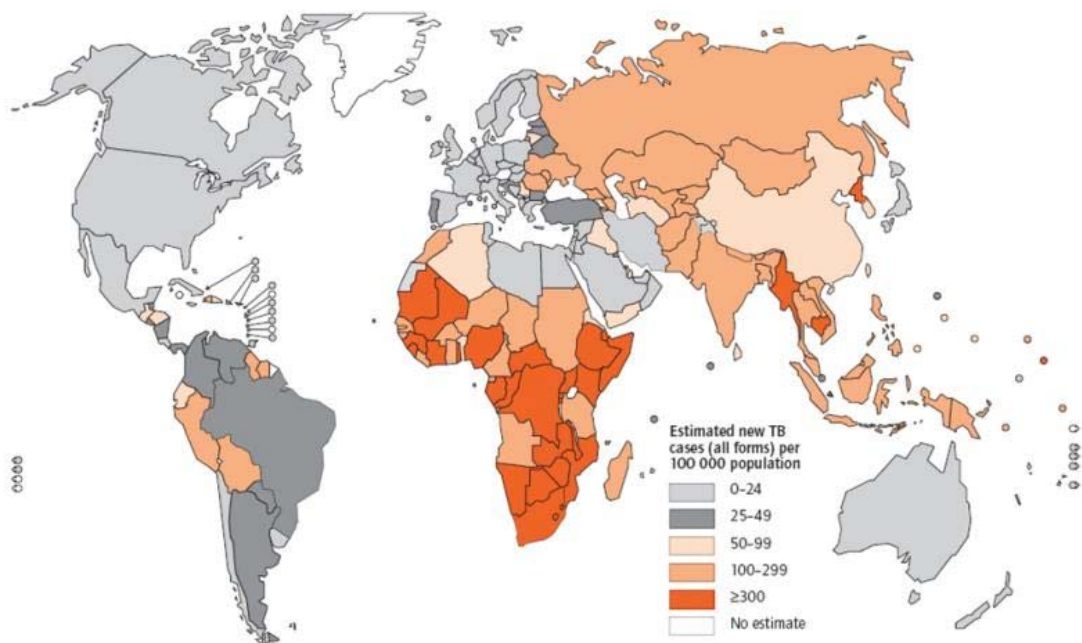 Estimated new TB
cases (all forms) per
100 000 population
0–24
25–49
50–99
100–299
≥300
No estimate